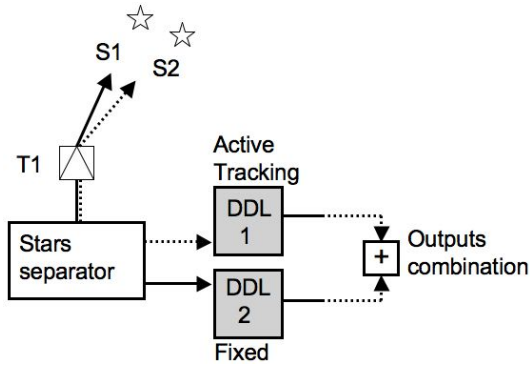 S1
S2
T1
Active
Tracking
Stars
separator
DDL
1
DDL
2
Fixed
+
Outputs
combination